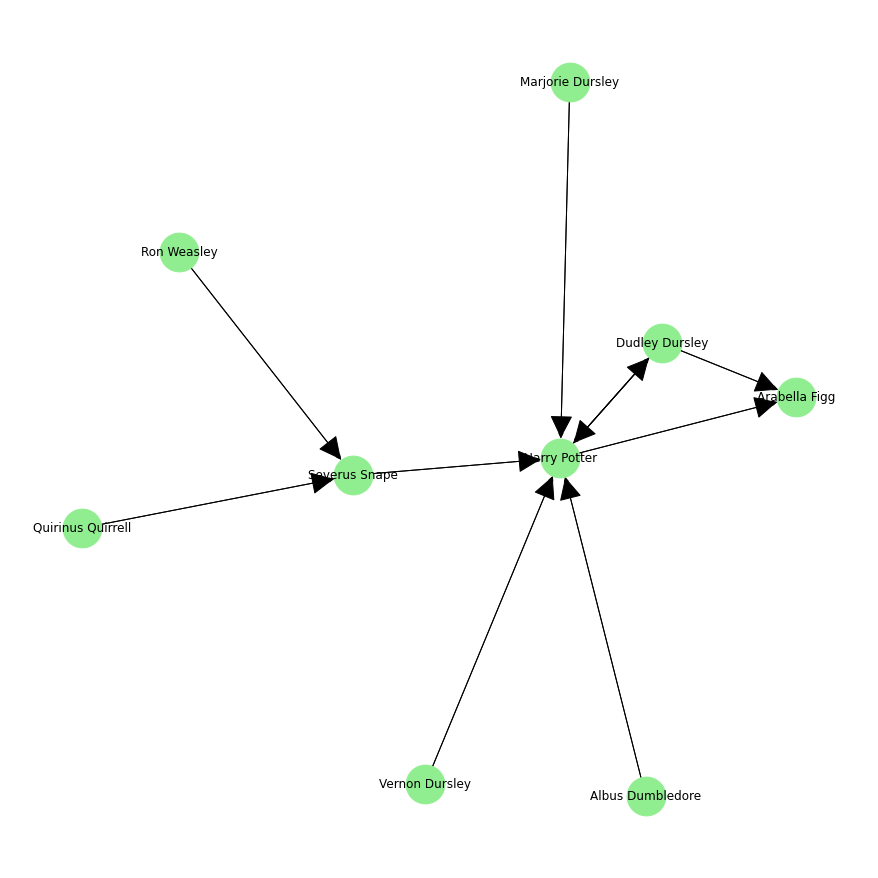 Marjorie Dursley
Ron Weasley
Dudley Dursley
Arabella Figg
Harry Potter
Severus Snape
Quirinus Quirrell
Vernon Dursley
Albus Dumbledore